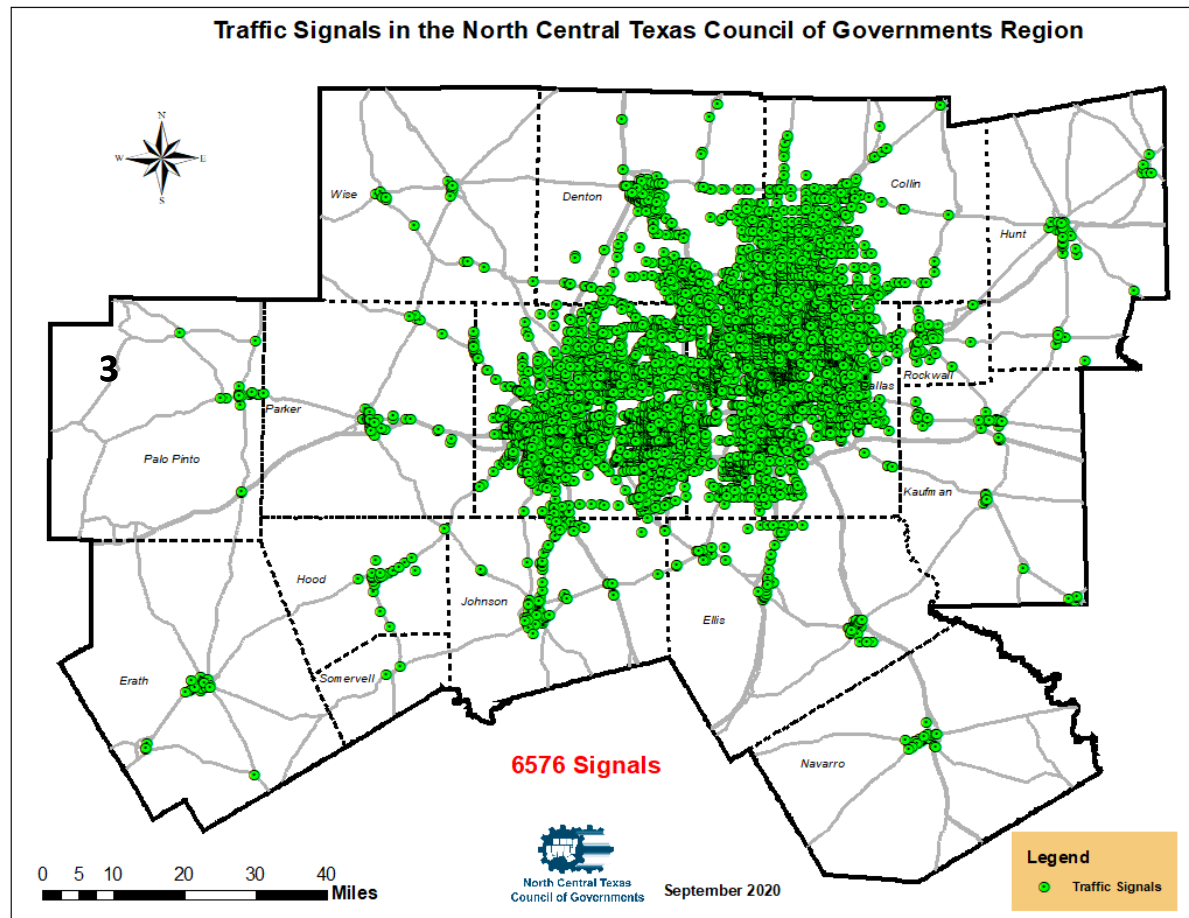 Traffic Signals in the North Central Texas Council of Governments Region
N
W E
S
Wise
Denton
Collin
Hunt
3
Parker
Rockwall
Palo Pinto
Kaufman
Hood
Johnson
Ellis
Erath
Somervell
Navarro
6576 Signals
0 5 10 20 30 40
Miles
North Central Texas
Council of Governments
September 2020
Legend
Traffic Signals